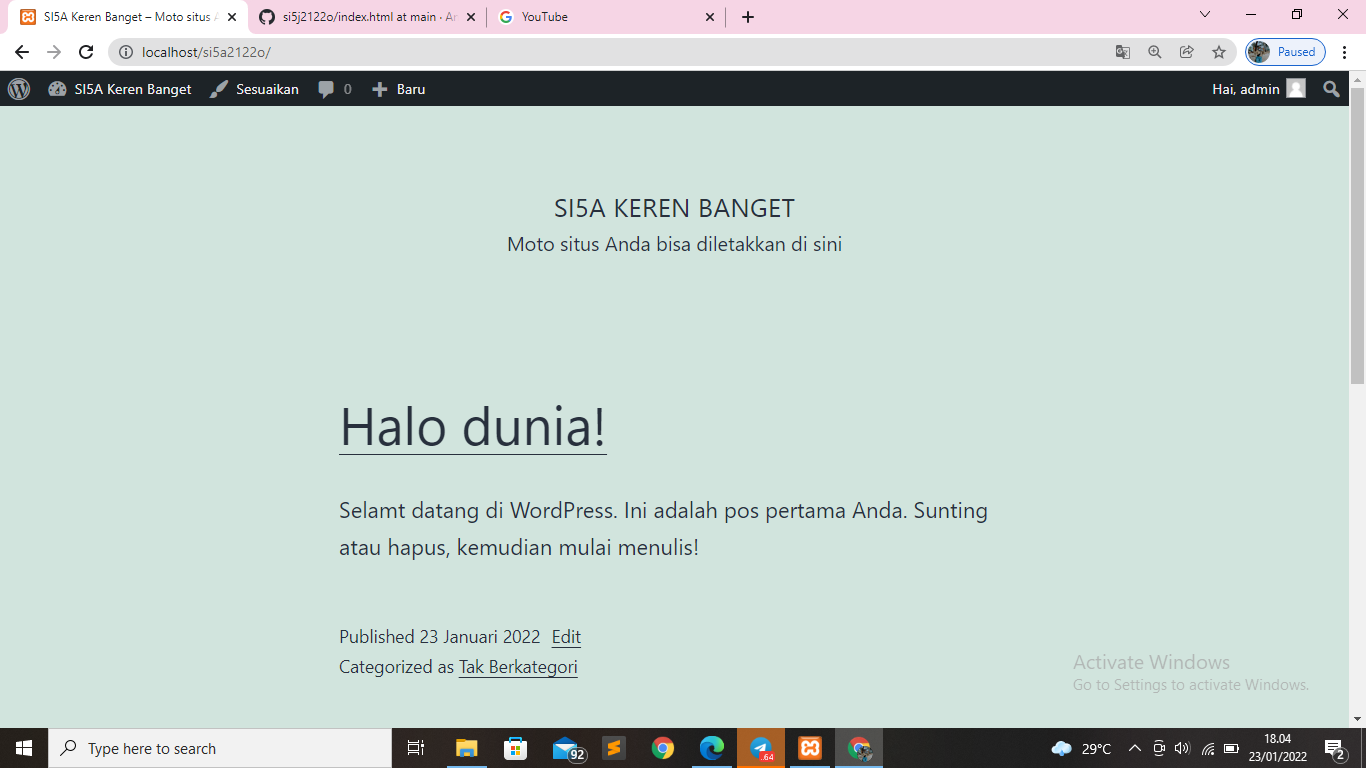 SI5A Keren Banget – Moto situs A
si5j2122o/index.html at main · Ar
YouTube
localhost/si5a2122o/
Paused
SI5A Keren Banget
Sesuaikan
0
Baru
Hai, admin
SI5A KEREN BANGET
Moto situs Anda bisa diletakkan di sini
Halo dunia!
Selamt datang di WordPress. Ini adalah pos pertama Anda. Sunting
atau hapus, kemudian mulai menulis!
Published 23 Januari 2022 Edit
Categorized as Tak Berkategori
Activate Windows
Go to Settings to activate Windows.
Type here to search
92
.64
29°C
18.04
23/01/2022
2